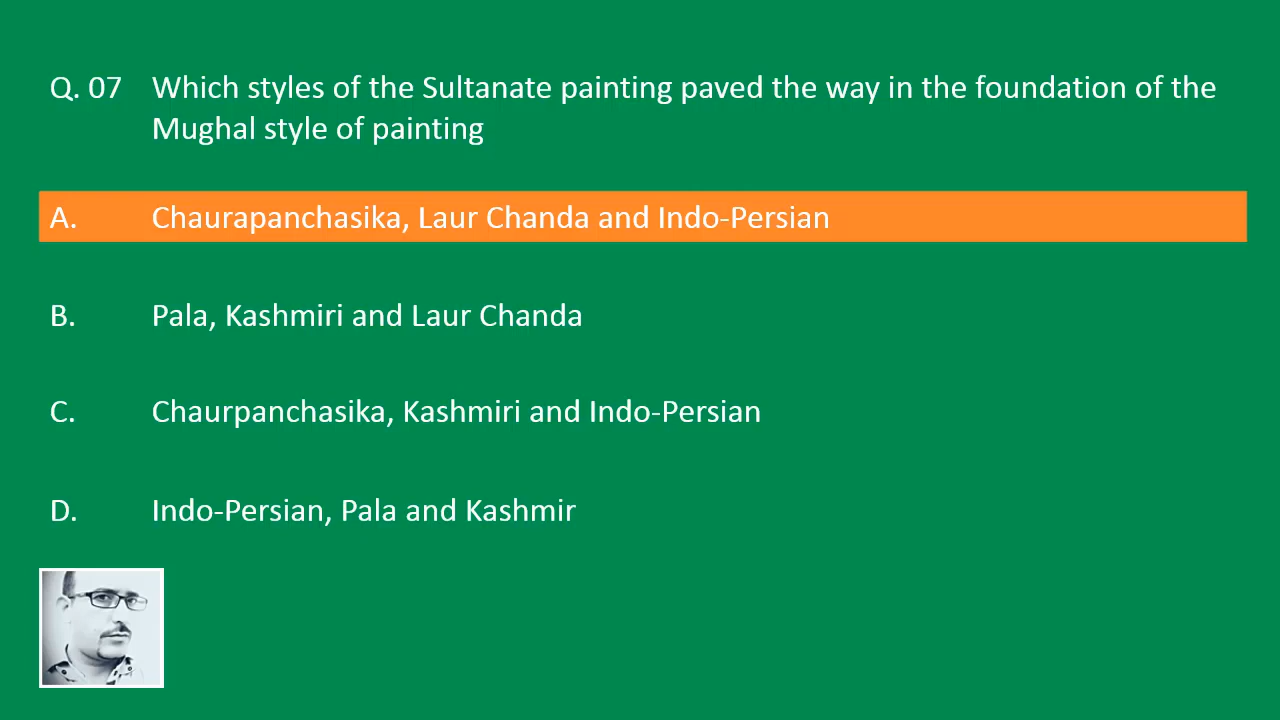 Q. 07 Which styles of the Sultanate painting paved the way in the foundation of the
Mughal style of painting
A. Chaurapanchasika, Laur Chanda and Indo-Persian
B. Pala, Kashmiri and Laur Chanda
C. Chaurpanchasika, Kashmiri and Indo-Persian
D. Indo-Persian, Pala and Kashmir